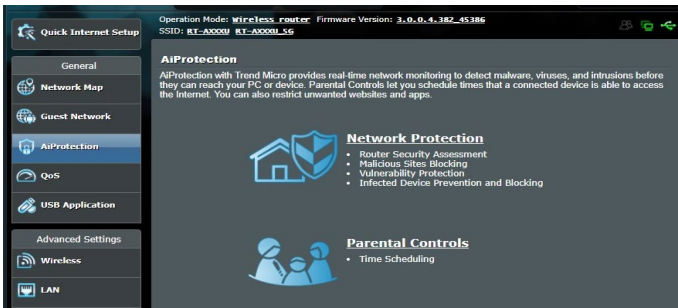 Quick Internet Setup
General
Network Map
Guest Network
AiProtection
QoS
USB Application
Advanced Settings
Wireless
LAN
Operation Mode: Wireless router Firmware Version: 3.0.0.4.382_45386
SSID: RT-AXXXU RT-AXXXU_5G
AiProtection
AiProtection with Trend Micro provides real-time network monitoring to detect malware, viruses, and intrusions before
they can reach your PC or device. Parental Controls let you schedule times that a connected device is able to access
the Internet. You can also restrict unwanted websites and apps.
Network Protection
• Router Security Assessment
• Malicious Sites Blocking
• Vulnerability Protection
• Infected Device Prevention and Blocking
Parental Controls
• Time Scheduling